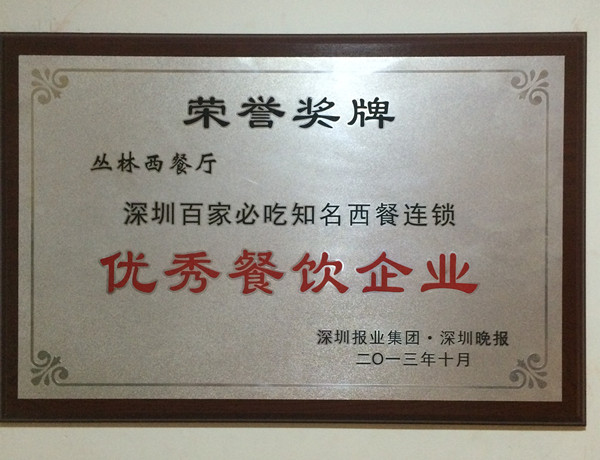 荣誉奖牌
丛林西餐厅
深圳百家必吃知名西餐连锁
优秀餐饮企业
深圳报业集团·深圳晚报
二〇一三年十月